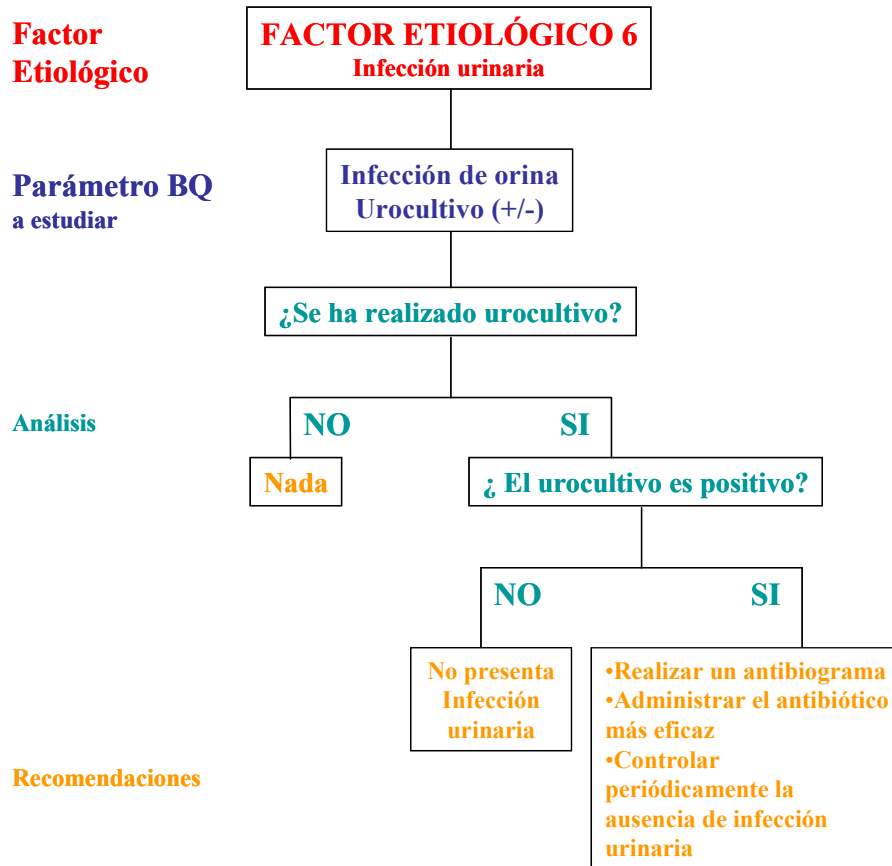 Factor
Etiológico
FACTOR ETIOLÓGICO 6
Infección urinaria
Parámetro BQ
a estudiar
Infección de orina
Urocultivo (+/-)
¿Se ha realizado urocultivo?
Análisis
NO
SI
Nada
¿ El urocultivo es positivo?
NO
SI
No presenta
Infección
urinaria
•Realizar un antibiograma
•Administrar el antibiótico
más eficaz
•Controlar
periódicamente la
ausencia de infección
urinaria
Recomendaciones